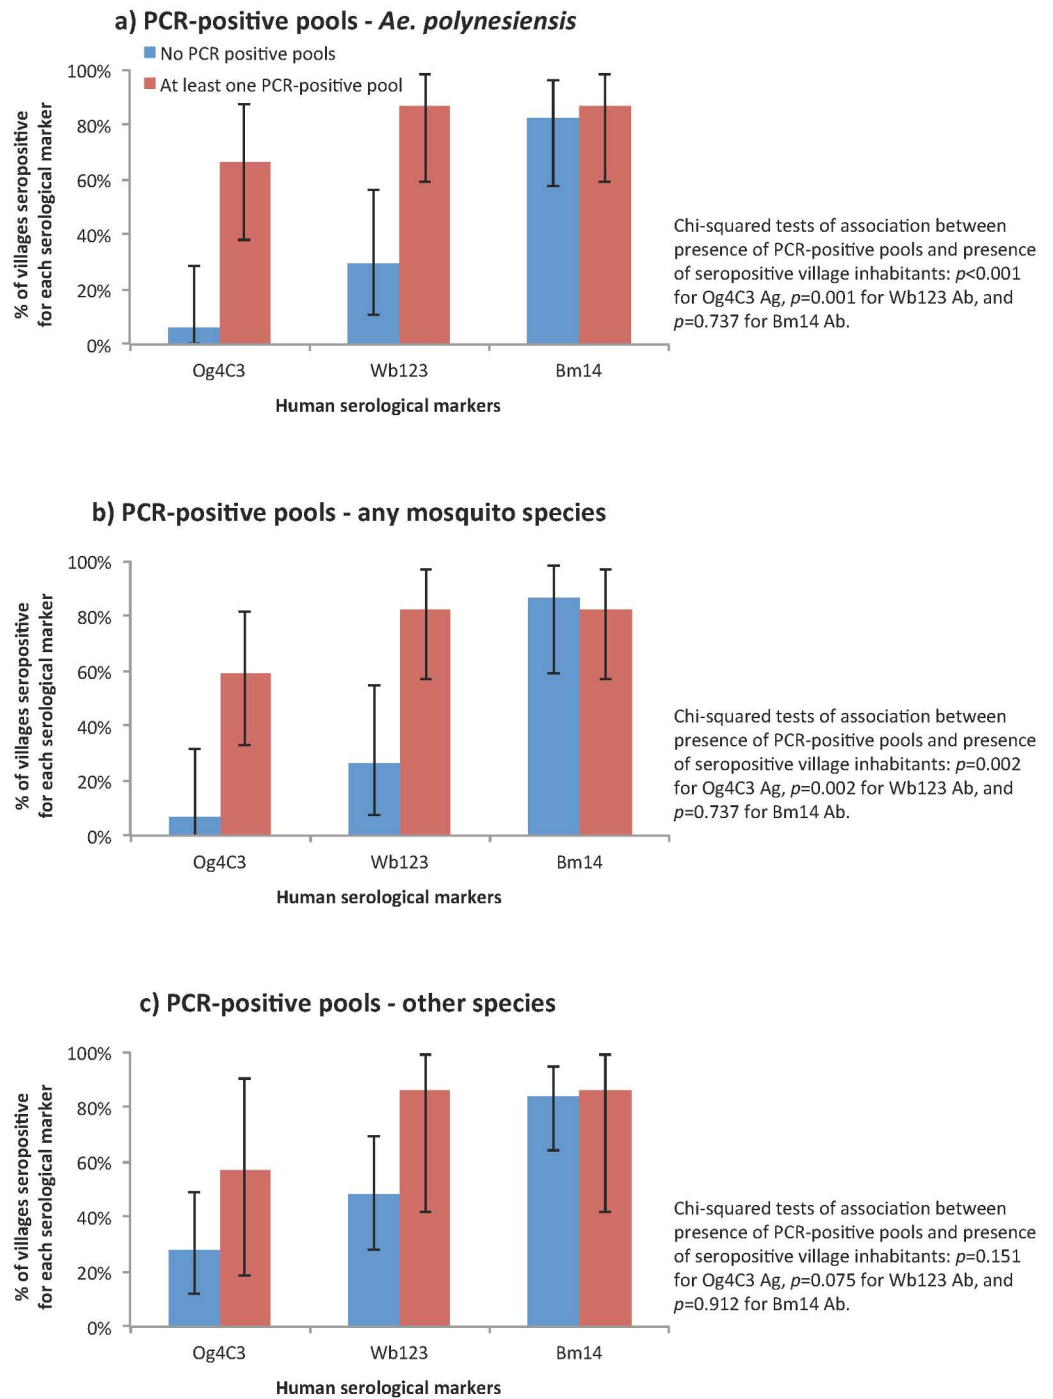 a) PCR-positive pools - Ae. polynesiensis
No PCR positive pools
At least one PCR-positive pool
% of villages seropositive
for each serological marker
100%
80%
60%
40%
20%
0%
Og4C3
Wb123
Bm14
Human serological markers
Chi-squared tests of association between
presence of PCR-positive pools and presence
of seropositive village inhabitants: p<0.001
for Og4C3 Ag, p=0.001 for Wb123 Ab, and
p=0.737 for Bm14 Ab.
b) PCR-positive pools - any mosquito species
% of villages seropositive
for each serological marker
100%
80%
60%
40%
20%
0%
Og4C3
Wb123
Bm14
Human serological markers
Chi-squared tests of association between
presence of PCR-positive pools and presence
of seropositive village inhabitants: p=0.002
for Og4C3 Ag, p=0.002 for Wb123 Ab, and
p=0.737 for Bm14 Ab.
c) PCR-positive pools - other species
% of villages seropositive
for each serological marker
100%
80%
60%
40%
20%
0%
Og4C3
Wb123
Bm14
Human serological markers
Chi-squared tests of association between
presence of PCR-positive pools and presence
of seropositive village inhabitants: p=0.151
for Og4C3 Ag, p=0.075 for Wb123 Ab, and
p=0.912 for Bm14 Ab.